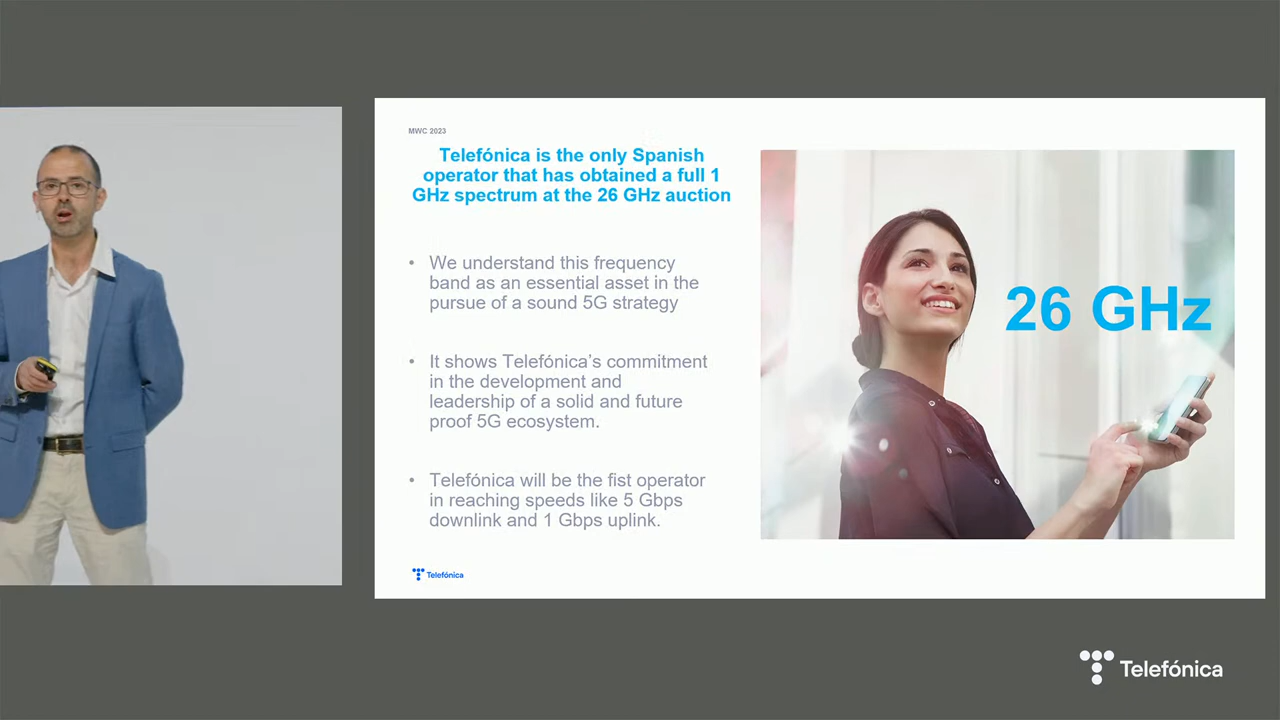 MWC 2023
Telefónica is the only Spanish
operator that has obtained a full 1
GHz spectrum at the 26 GHz auction
• We understand this frequency
band as an essential asset in the
pursue of a sound 5G strategy
• It shows Telefónica's commitment
in the development and
leadership of a solid and future
proof 5G ecosystem.
• Telefónica will be the fist operator
in reaching speeds like 5 Gbps
downlink and 1 Gbps uplink.
26 GHz
Telefónica
Telefónica